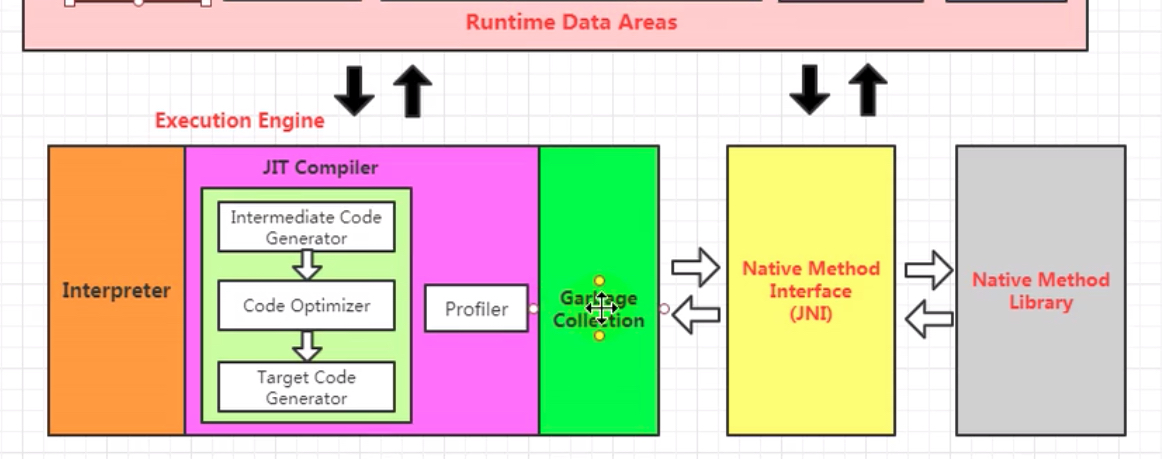 Runtime Data Areas
Execution Engine
JIT Compiler
Interpreter
Intermediate Code
Generator
Code Optimizer
Target Code
Generator
Profiler
Garbage
Collection
Native Method
Interface
(JNI)
Native Method
Library